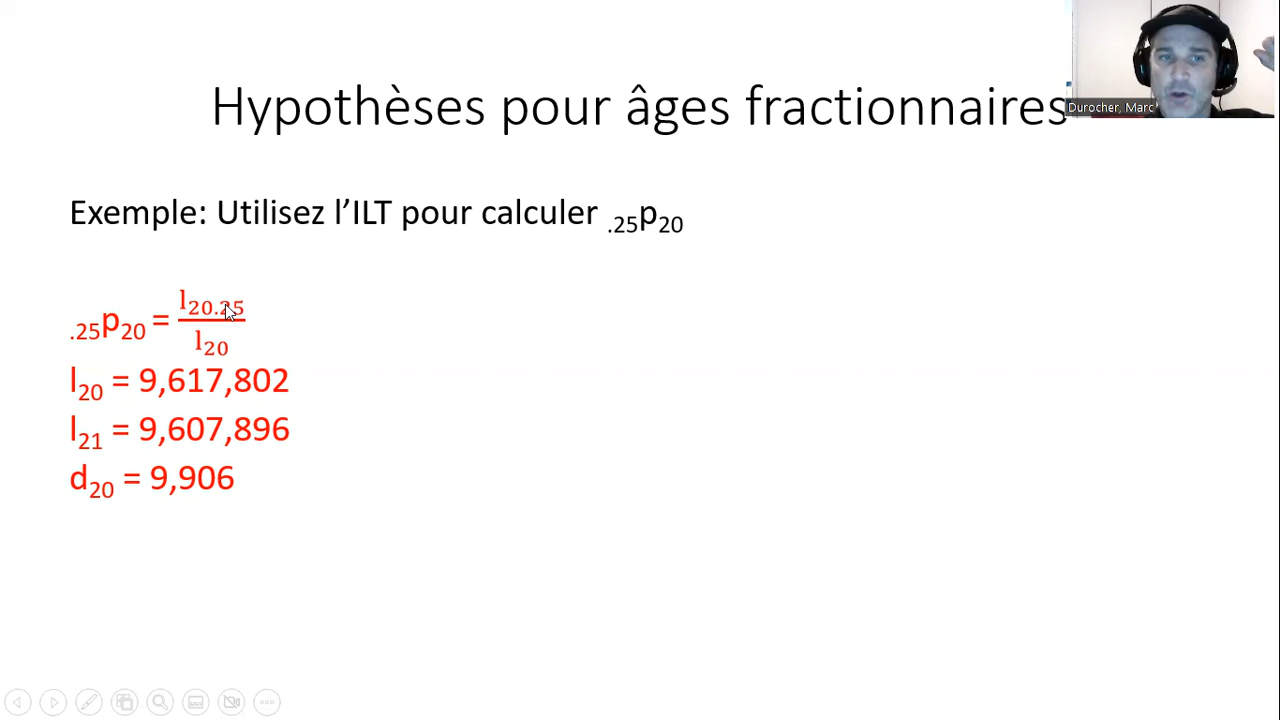 Hypothèses pour âges fractionnaires
Durocher, Marc
Exemple: Utilisez l’ILT pour calculer .25p20
.25p20 = l20.25
l20
l20 = 9,617,802
l21 = 9,607,896
d20 = 9,906